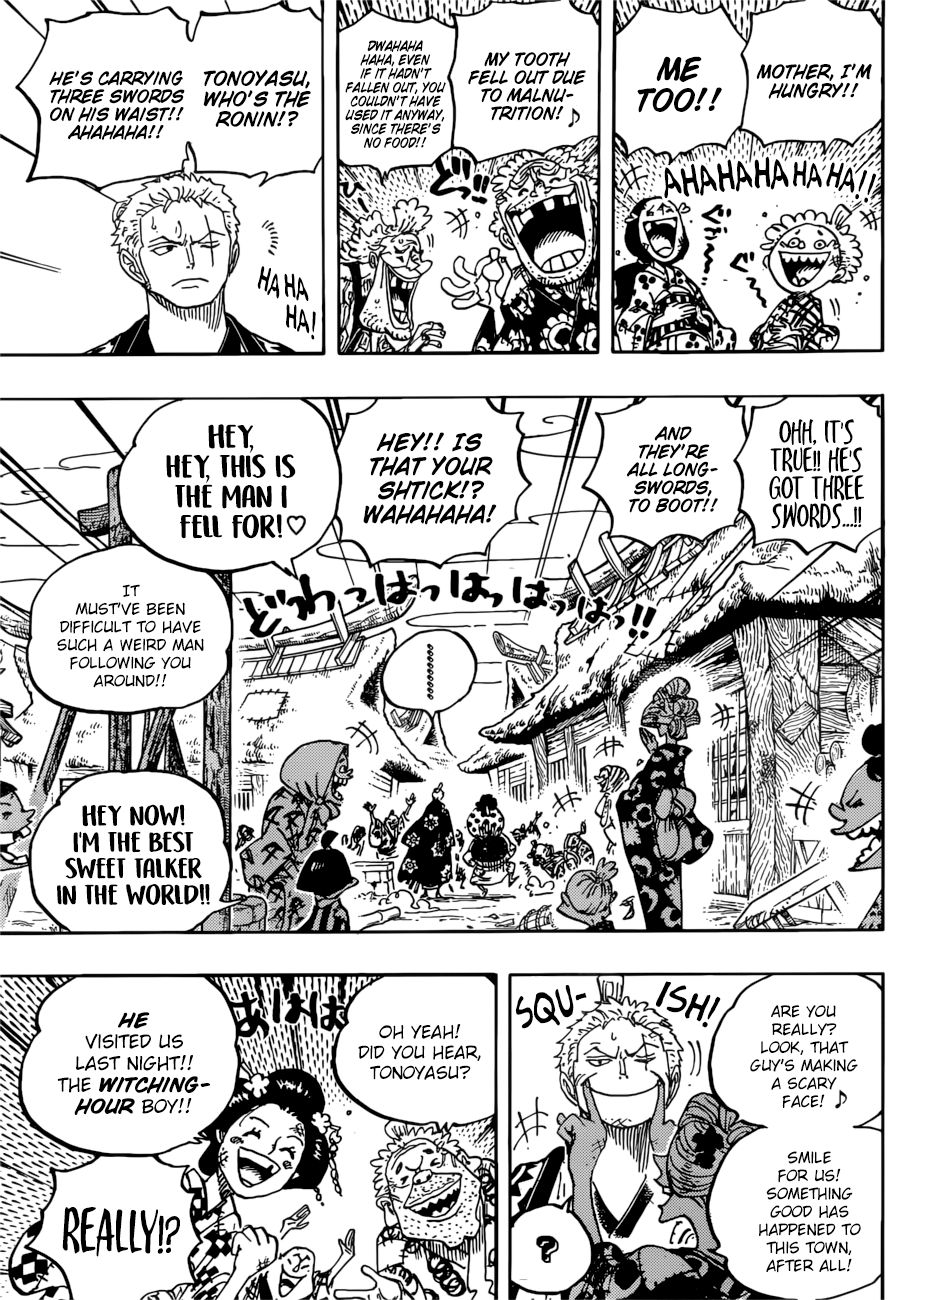 MOTHER, I'M
HUNGRY!!
ME
TOO!!
AHAHAHAHAHAHA!!
MY TOOTH
FELL OUT DUE
TO MALNU-
TRITION! ♪
DWAHAHA
HAHA, EVEN
IF IT HADN'T
FALLEN OUT, YOU
COULDN'T HAVE
USED IT ANYWAY,
SINCE THERE'S
NO FOOD!!
どっ!!
TONOYASU,
WHO'S THE
RONIN!?
HE'S CARRYING
THREE SWORDS
ON HIS WAIST!!
AHAHAHA!!
HA HA
HA!
OHH, IT'S
TRUE!! HE'S
GOT THREE
SWORDS...!!
AND
THEY'RE
ALL LONG-
SWORDS,
TO BOOT!!
HEY!! IS
THAT YOUR
SHTICK!?
WAHAHAHA!
HEY,
HEY, THIS IS
THE MAN I
FELL FOR!♡
IT
MUST'VE BEEN
DIFFICULT TO HAVE
SUCH A WEIRD MAN
FOLLOWING YOU
AROUND!!
どっわっはっはっはっはっ!!
HEY NOW!
I'M THE BEST
SWEET TALKER
IN THE WORLD!!
ARE YOU
REALLY?
LOOK, THAT
GUY'S MAKING
A SCARY
FACE! ♪
SQU-
ISH!
SMILE
FOR US!
SOMETHING
GOOD HAS
HAPPENED TO
THIS TOWN,
AFTER ALL!
?
OH YEAH!
DID YOU HEAR,
TONOYASU?
あはは
HE
VISITED US
LAST NIGHT!!
THE WITCHING-
HOUR BOY!!
REALLY!?